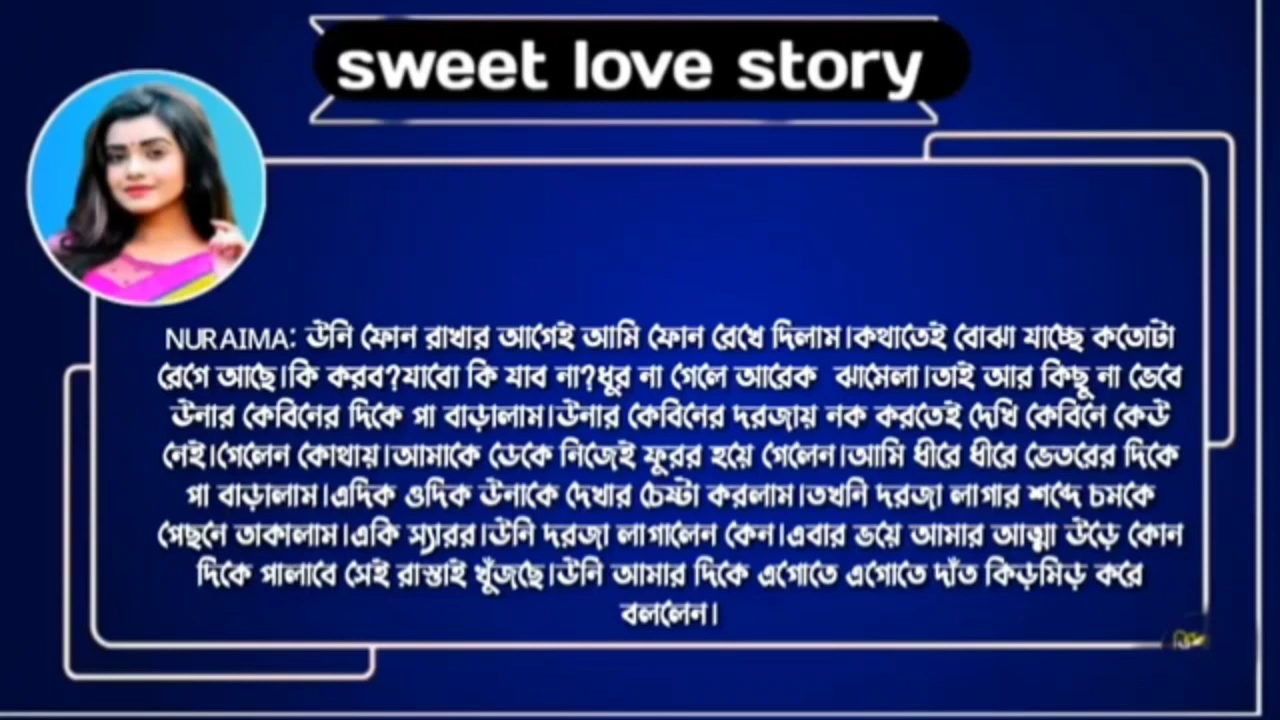 sweet love story
NURAIMA: উনি ফোন রাখার আগেই আমি ফোন রেখে দিলাম।কথাতেই বোঝা যাচ্ছে কতোটা
রেগে আছে।কি করব?যাবো কি যাব না?ধুর না গেলে আরেক ঝামেলা।তাই আর কিছু না ভেবে
উনার কেবিনের দিকে পা বাড়ালাম।উনার কেবিনের দরজায় নক করতেই দেখি কেবিনে কেউ
নেই।গেলেন কোথায়।আমাকে ডেকে নিজেই ফুরর হয়ে গেলেন।আমি ধীরে ধীরে ভেতরের দিকে
পা বাড়ালাম।এদিক ওদিক উনাকে দেখার চেষ্টা করলাম।তখনি দরজা লাগার শব্দে চমকে
পেছনে তাকালাম।একি স্যারর।উনি দরজা লাগালেন কেন।এবার ভয়ে আমার আত্মা উড়ে কোন
দিকে পালাবে সেই রাস্তাই খুঁজছে।উনি আমার দিকে এগোতে এগোতে দাঁত কিড়মিড় করে
বললেন।